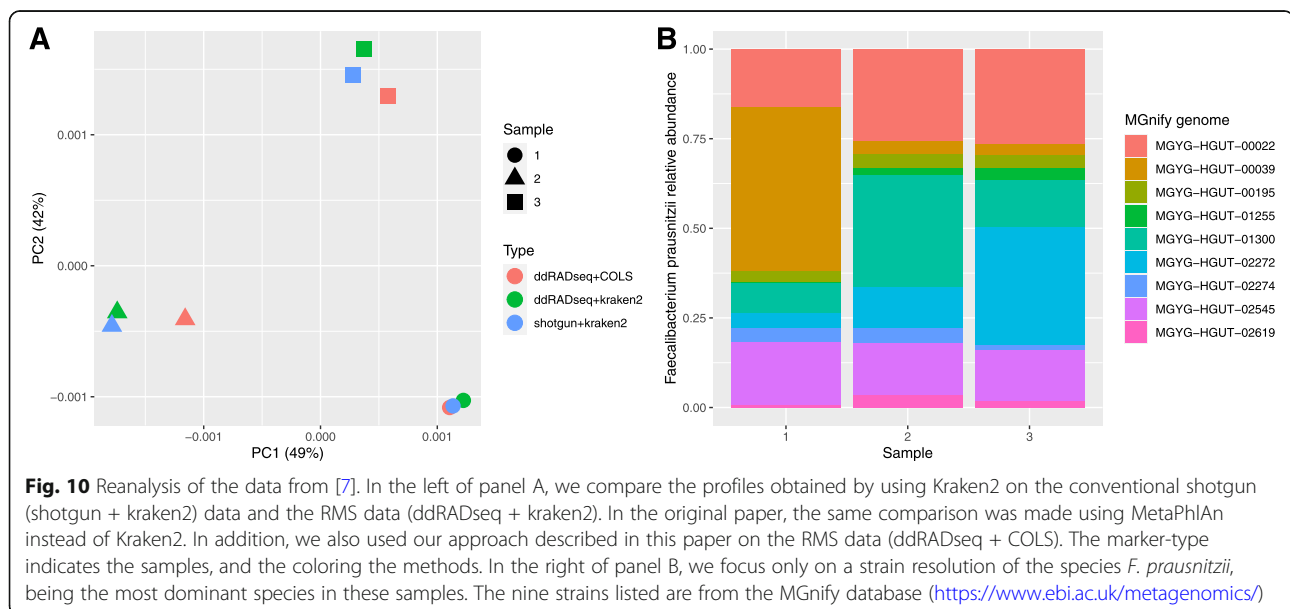 A
PC2 (42%)
0.001
0.000
−0.001
−0.001
0.000
0.001
PC1 (49%)
Sample
1
2
3
Type
ddRADseq+COLS
ddRADseq+kraken2
shotgun+kraken2
B
Faecalibacterium prausnitzii relative abundance
1.00
0.75
0.50
0.25
0.00
1
2
3
Sample
MGnify genome
MGYG−HGUT−00022
MGYG−HGUT−00039
MGYG−HGUT−00195
MGYG−HGUT−01255
MGYG−HGUT−01300
MGYG−HGUT−02272
MGYG−HGUT−02274
MGYG−HGUT−02545
MGYG−HGUT−02619
Fig. 10 Reanalysis of the data from [7]. In the left of panel A, we compare the profiles obtained by using Kraken2 on the conventional shotgun
(shotgun + kraken2) data and the RMS data (ddRADseq + kraken2). In the original paper, the same comparison was made using MetaPhlAn
instead of Kraken2. In addition, we also used our approach described in this paper on the RMS data (ddRADseq + COLS). The marker-type
indicates the samples, and the coloring the methods. In the right of panel B, we focus only on a strain resolution of the species F. prausnitzii,
being the most dominant species in these samples. The nine strains listed are from the MGnify database (https://www.ebi.ac.uk/metagenomics/)